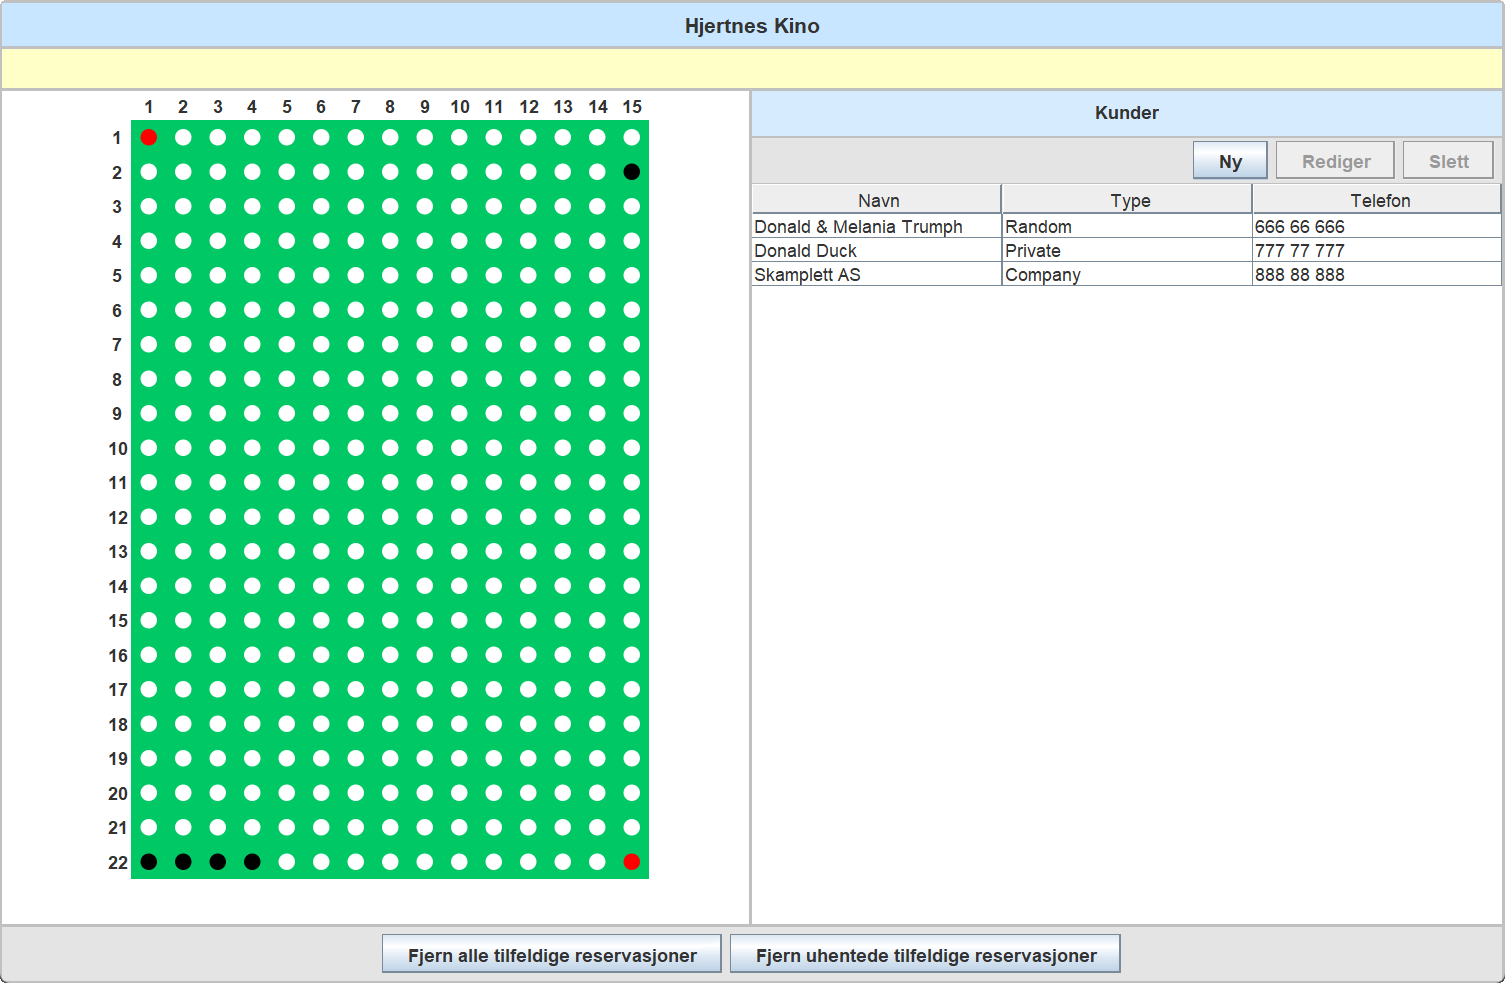 Hjertnes Kino
1 2 3 4 5 6 7 8 9 10 11 12 13 14 15
Kunder
1
Ny Rediger Slett
2
Navn Type Telefon
3
Donald & Melania Trumph Random 666 66 666
4
Donald Duck Private 777 77 777
5
Skamplett AS Company 888 88 888
6
7
8
9
10
11
12
13
14
15
16
17
18
19
20
21
22
Fjern alle tilfeldige reservasjoner Fjern uhentede tilfeldige reservasjoner